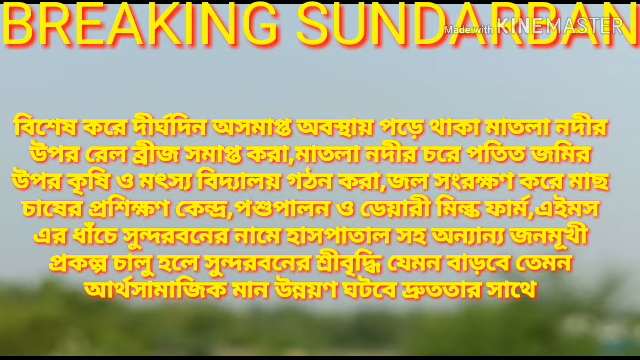 BREAKING SUNDARBAN
Made with KINEMASTER
বিশেষ করে দীর্ঘদিন অসমাপ্ত অবস্থায় পড়ে থাকা মাতলা নদীর
উপর রেল ব্রীজ সমাপ্ত করা,মাতলা নদীর চরে পতিত জমির
উপর কৃষি ও মৎস্য বিদ্যালয় গঠন করা,জল সংরক্ষণ করে মাছ
চাষের প্রশিক্ষণ কেন্দ্র,পশুপালন ও ডেয়ারী মিল্ক ফার্ম,এইমস
এর ধাঁচে সুন্দরবনের নামে হাসপাতাল সহ অন্যান্য জনমূখী
প্রকল্প চালু হলে সুন্দরবনের শ্রীবৃদ্ধি যেমন বাড়বে তেমন
আর্থসামাজিক মান উন্নয়ণ ঘটবে দ্রুততার সাথে